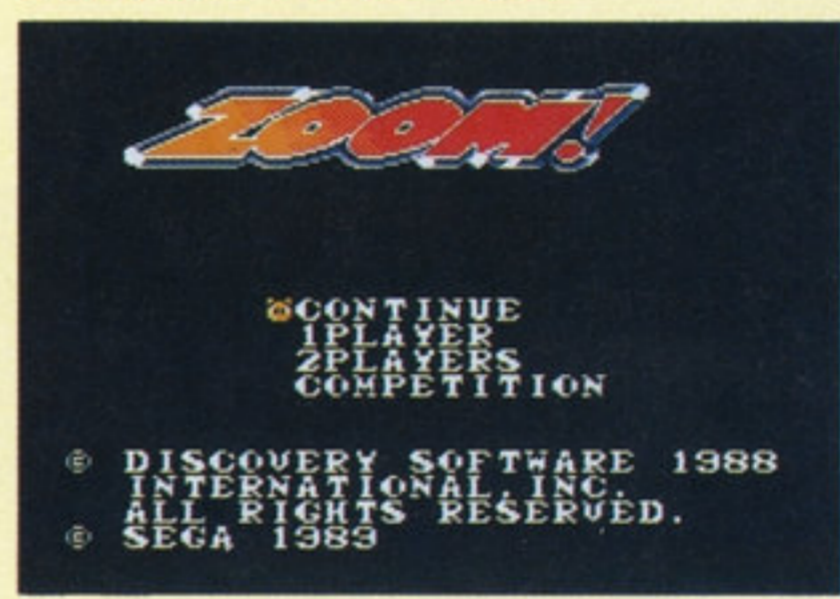 ZOOM!
CONTINUE
1PLAYER
2PLAYERS
COMPETITION
© DISCOVERY SOFTWARE 1988
INTERNATIONAL,INC.
ALL RIGHTS RESERVED.
© SEGA 1989